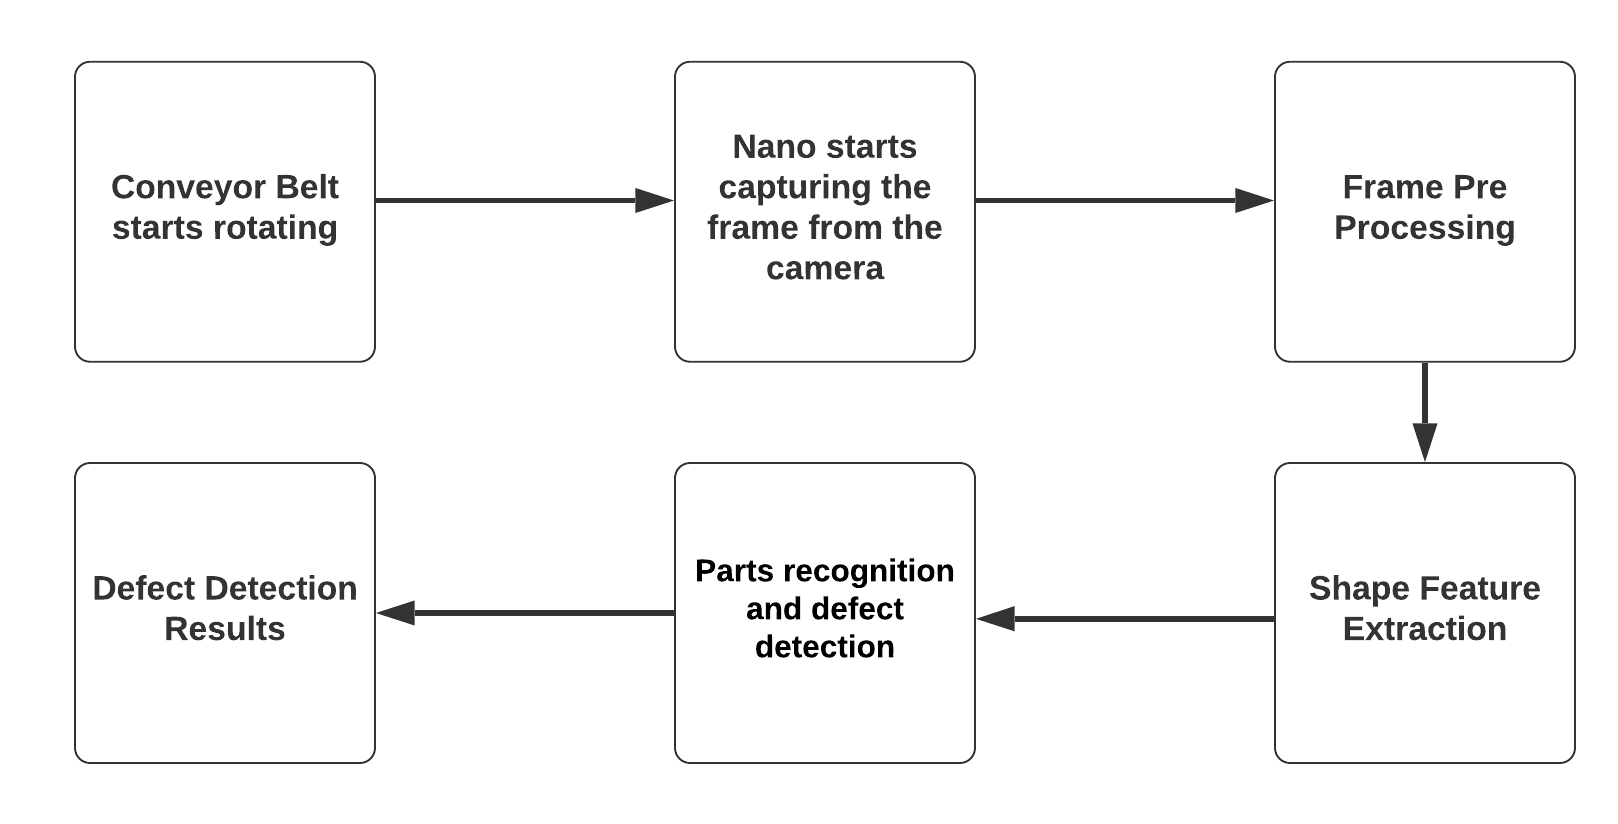 Conveyor Belt
starts rotating
Nano starts
capturing the
frame from the
camera
Frame Pre
Processing
Shape Feature
Extraction
Parts recognition
and defect
detection
Defect Detection
Results